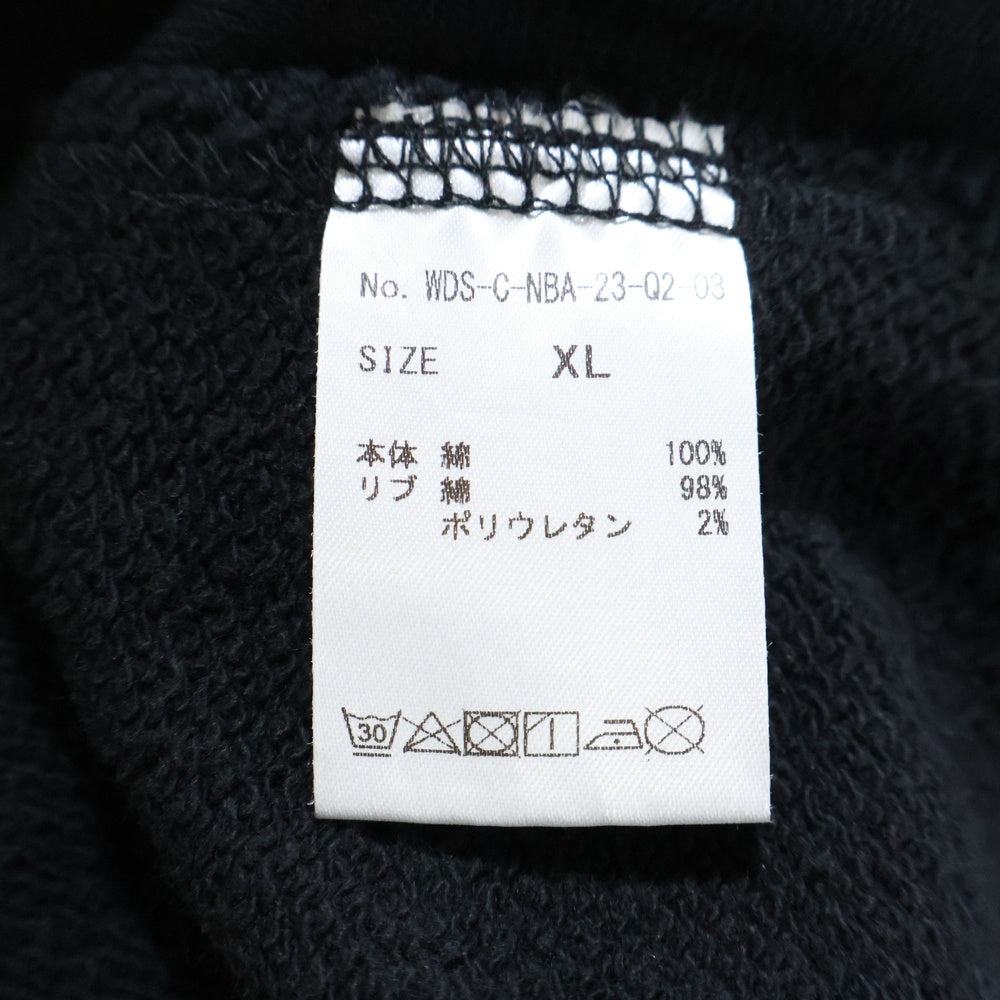 No. WDS-C-NBA-23-Q2-03
SIZE XL
本体 綿 100%
リブ 綿 98%
ポリウレタン 2%
30